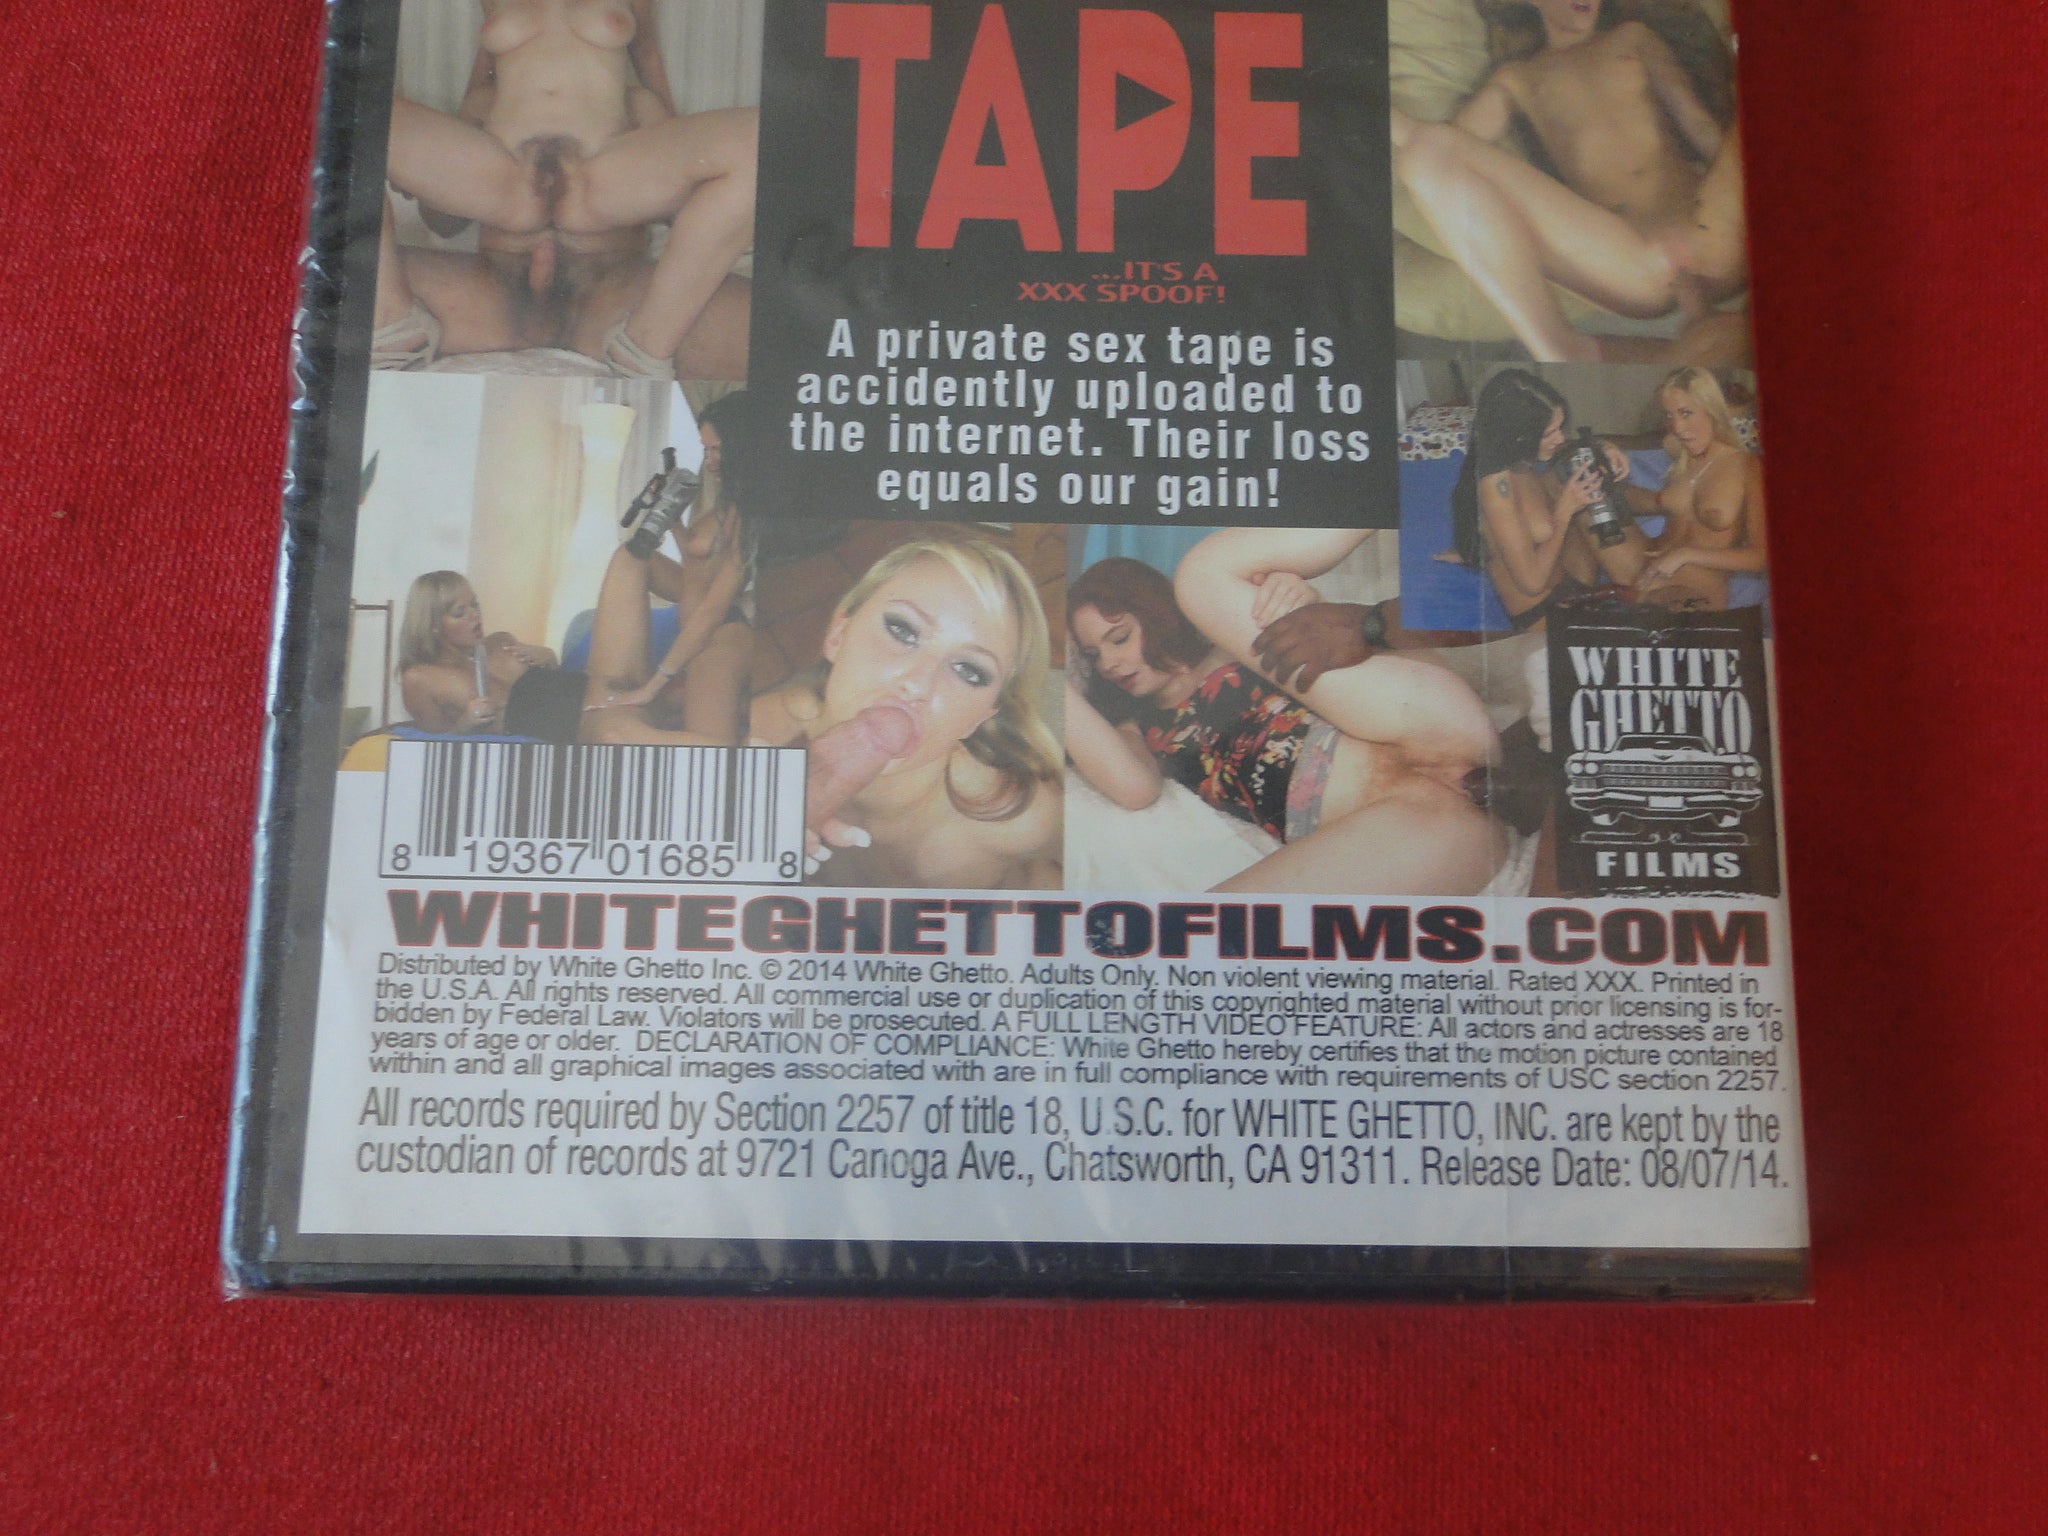 TAPE
...IT'S A
XXX SPOOF!
A private sex tape is
accidently uploaded to
the internet. Their loss
equals our gain!
WHITE
GHETTO
FILMS
8 19367 01685 8
WHITEGHETTOFILMS.COM
Distributed by White Ghetto Inc. © 2014 White Ghetto. Adults Only. Non violent viewing material. Rated XXX. Printed in
the U.S.A. All rights reserved. All commercial use or duplication of this copyrighted material without prior licensing is for-
bidden by Federal Law. Violators will be prosecuted. A FULL LENGTH VIDEO FEATURE: All actors and actresses are 18
years of age or older. DECLARATION OF COMPLIANCE: White Ghetto hereby certifies that the motion picture contained
within and all graphical images associated with are in full compliance with requirements of USC section 2257.
All records required by Section 2257 of title 18, U.S.C. for WHITE GHETTO, INC. are kept by the
custodian of records at 9721 Canoga Ave., Chatsworth, CA 91311. Release Date: 08/07/14.